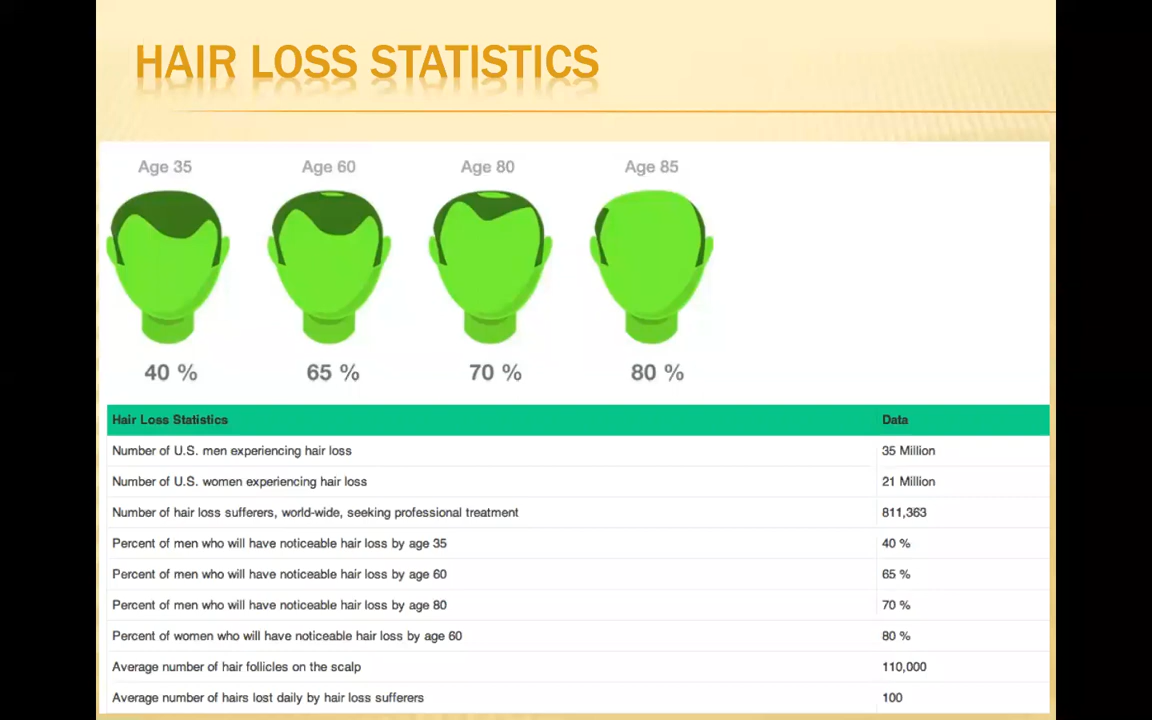 HAIR LOSS STATISTICS
Age 35 Age 60 Age 80 Age 85
40 % 65 % 70 % 80 %
Hair Loss Statistics Data
Number of U.S. men experiencing hair loss 35 Million
Number of U.S. women experiencing hair loss 21 Million
Number of hair loss sufferers, world-wide, seeking professional treatment 811,363
Percent of men who will have noticeable hair loss by age 35 40 %
Percent of men who will have noticeable hair loss by age 60 65 %
Percent of men who will have noticeable hair loss by age 80 70 %
Percent of women who will have noticeable hair loss by age 60 80 %
Average number of hair follicles on the scalp 110,000
Average number of hairs lost daily by hair loss sufferers 100